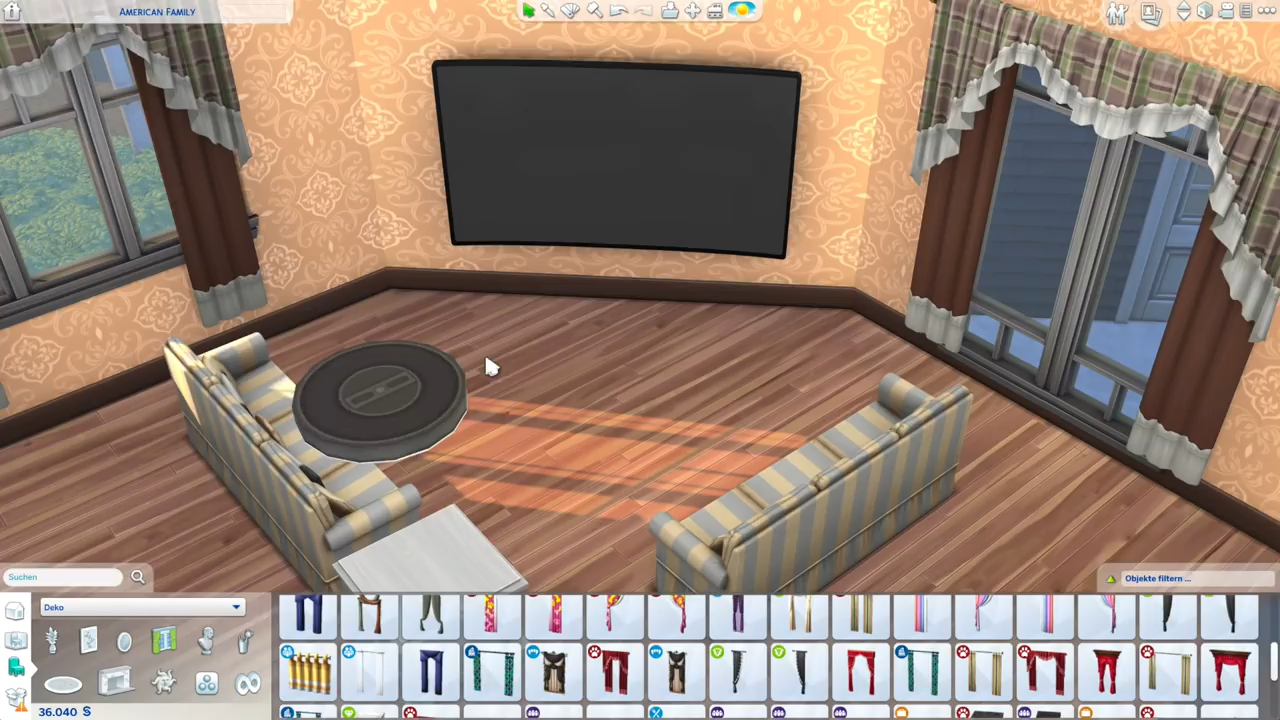 AMERICAN FAMILY
Suchen
Objekte filtern ...
Deko
36.040 §